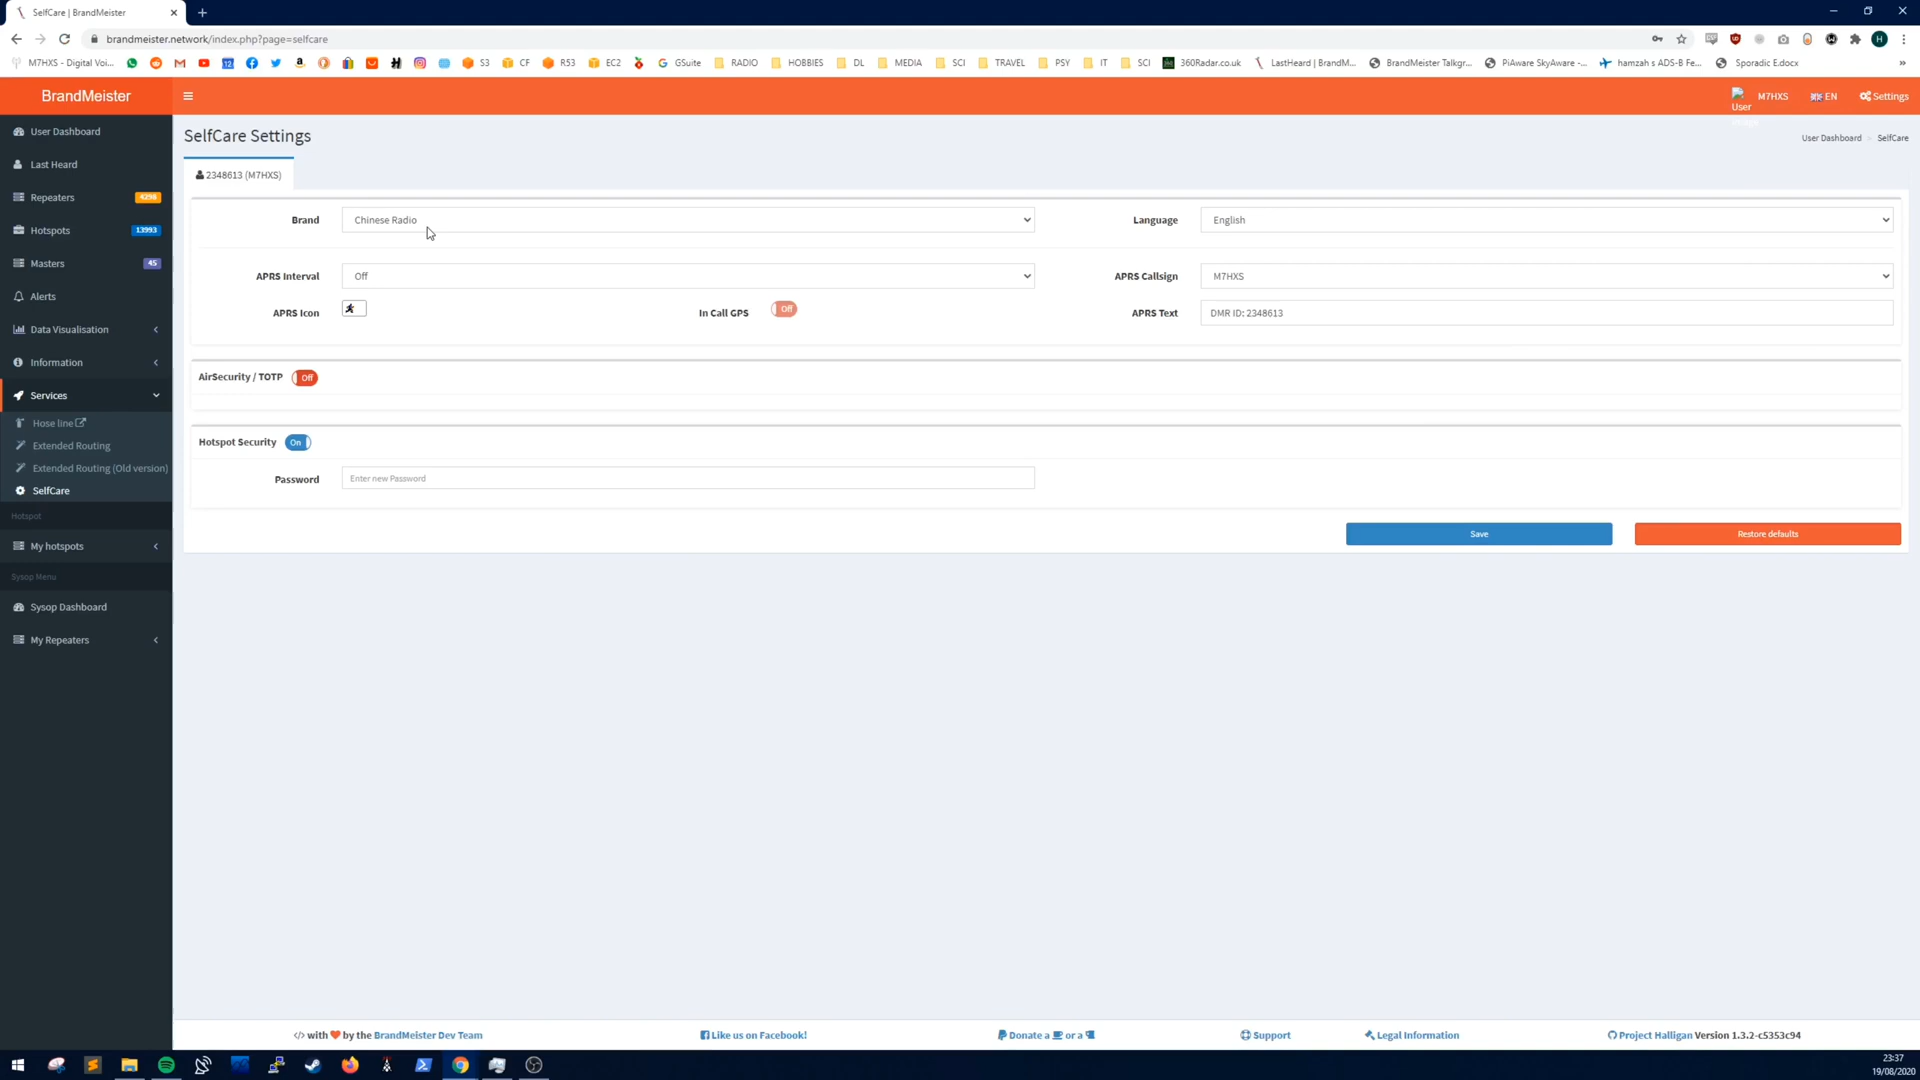 SelfCare | BrandMeister
brandmeister.network/index.php?page=selfcare
M7HXS - Digital Voi... S3 CF R53 EC2 GSuite RADIO HOBBIES DL MEDIA SCI TRAVEL PSY IT SCI 360Radar.co.uk LastHeard | BrandM... BrandMeister Talkgr... PiAware SkyAware -... hamzah s ADS-B Fe... Sporadic E.docx »
BrandMeister User M7HXS EN Settings
User Dashboard
Last Heard
Repeaters 4298
Hotspots 13993
Masters 45
Alerts
Data Visualisation
Information
Services
Hose line
Extended Routing
Extended Routing (Old version)
SelfCare
Hotspot
My hotspots
Sysop Menu
Sysop Dashboard
My Repeaters
SelfCare Settings
User Dashboard > SelfCare
2348613 (M7HXS)
Brand Chinese Radio Language English
APRS Interval Off APRS Callsign M7HXS
APRS Icon In Call GPS Off APRS Text DMR ID: 2348613
AirSecurity / TOTP Off
Hotspot Security On
Password Enter new Password
Save Restore defaults
</> with by the BrandMeister Dev Team Like us on Facebook! Donate a or a Support Legal Information Project Halligan Version 1.3.2-c5353c94
23:37
19/08/2020